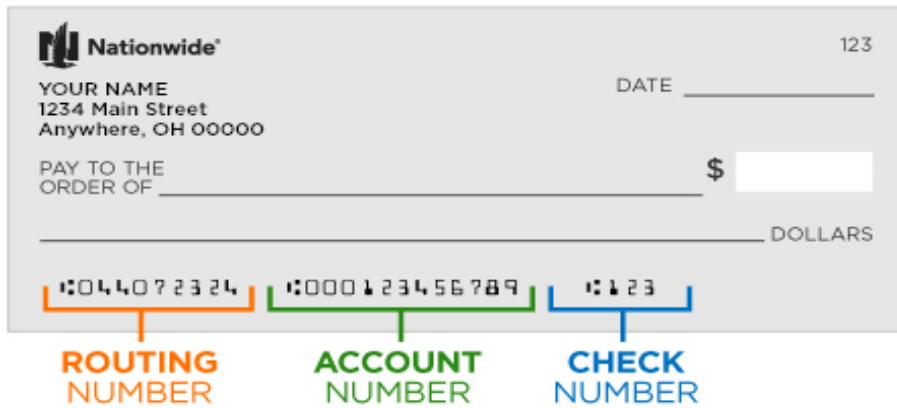 Nationwide®
123
YOUR NAME
1234 Main Street
Anywhere, OH 00000
DATE
PAY TO THE
ORDER OF
$
DOLLARS
⑆044072324 ⑆000123456789 ⑆123
ROUTING NUMBER
ACCOUNT NUMBER
CHECK NUMBER